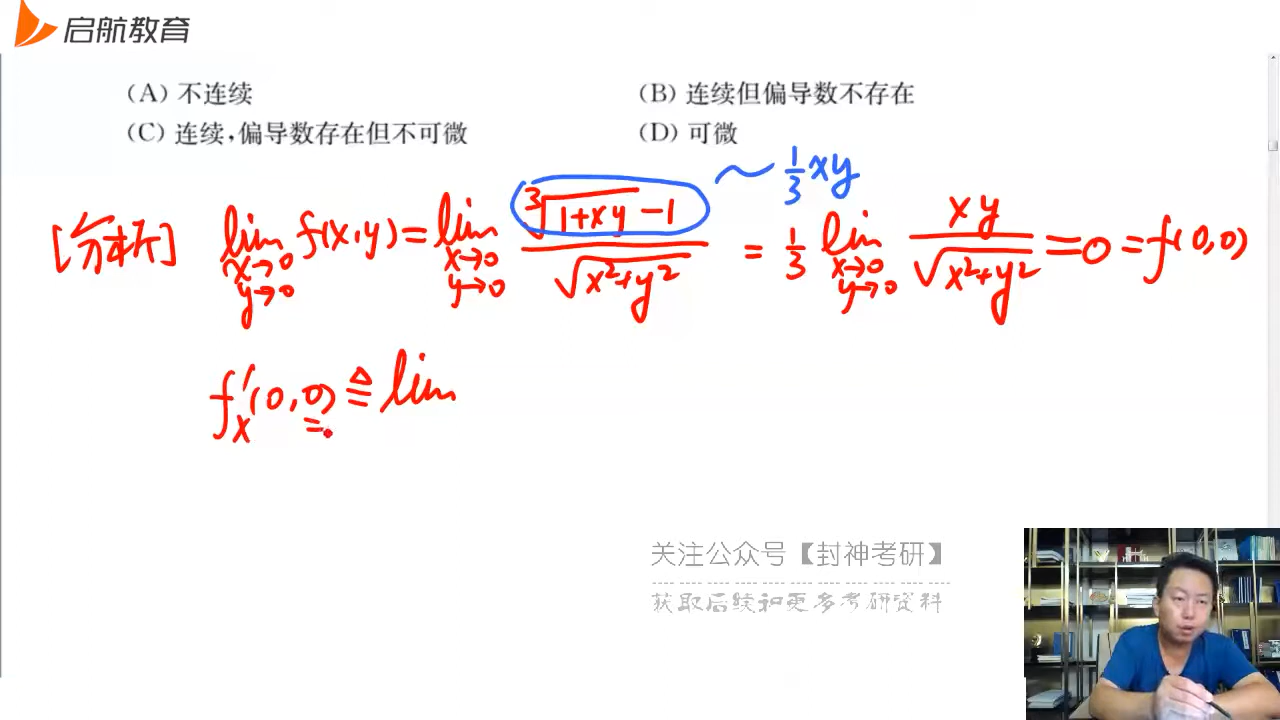 启航教育
(A) 不连续
(B) 连续但偏导数不存在
(C) 连续,偏导数存在但不可微
(D) 可微
~ 1/3 xy
[分析] lim_{x→0 y→0} f(x,y) = lim_{x→0 y→0} (∛(1+xy) - 1)/√(x²+y²) = 1/3 lim_{x→0 y→0} xy/√(x²+y²) = 0 = f(0,0)
f'_x(0,0) ≜ lim
关注公众号【封神考研】
获取后续和更多考研资料